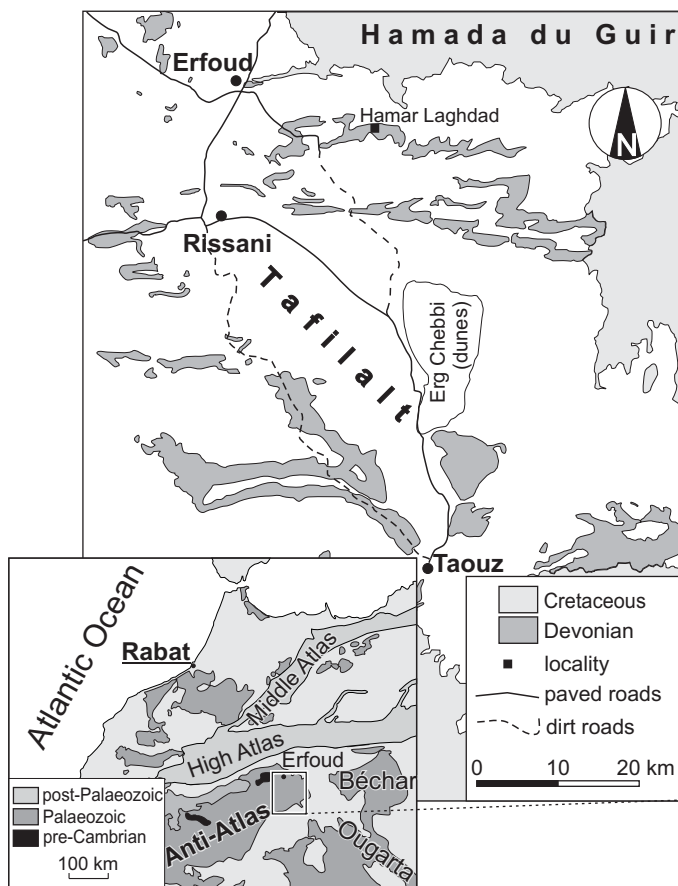 Hamada du Guir
Erfoud
Hamar Laghdad
N
Rissani
Tafilalt
Erg Chebbi
(dunes)
Taouz
Cretaceous
Devonian
locality
paved roads
dirt roads
0 10 20 km
Atlantic Ocean
Rabat
Middle Atlas
High Atlas
Erfoud
Béchar
Anti-Atlas
Ougarta
post-Palaeozoic
Palaeozoic
pre-Cambrian
100 km